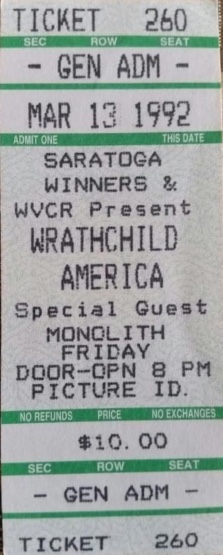 TICKET 260
SEC ROW SEAT
- GEN ADM -
MAR 13 1992
ADMIT ONE THIS DATE
SARATOGA
WINNERS &
WVCR Present
WRATHCHILD
AMERICA
Special Guest
MONOLITH
FRIDAY
DOOR-OPN 8 PM
PICTURE ID.
NO REFUNDS PRICE NO EXCHANGES
$10.00
SEC ROW SEAT
- GEN ADM -
TICKET 260